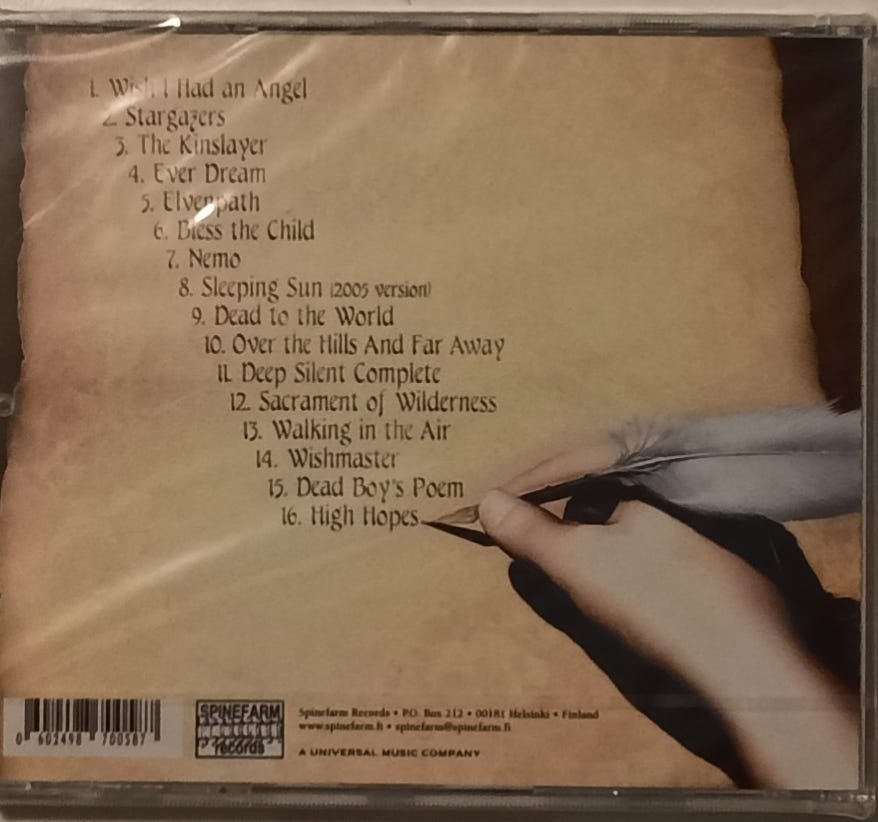 1. Wish I Had an Angel
2. Stargazers
3. The Kinslayer
4. Ever Dream
5. Elvenpath
6. Bless the Child
7. Nemo
8. Sleeping Sun (2005 version)
9. Dead to the World
10. Over the Hills And Far Away
11. Deep Silent Complete
12. Sacrament of Wilderness
13. Walking in the Air
14. Wishmaster
15. Dead Boy's Poem
16. High Hopes
0 602498 700587
SPINEFARM
records
Spinefarm Records • P.O. Box 212 • 00181 Helsinki • Finland
www.spinefarm.fi • spinefarm@spinefarm.fi
A UNIVERSAL MUSIC COMPANY